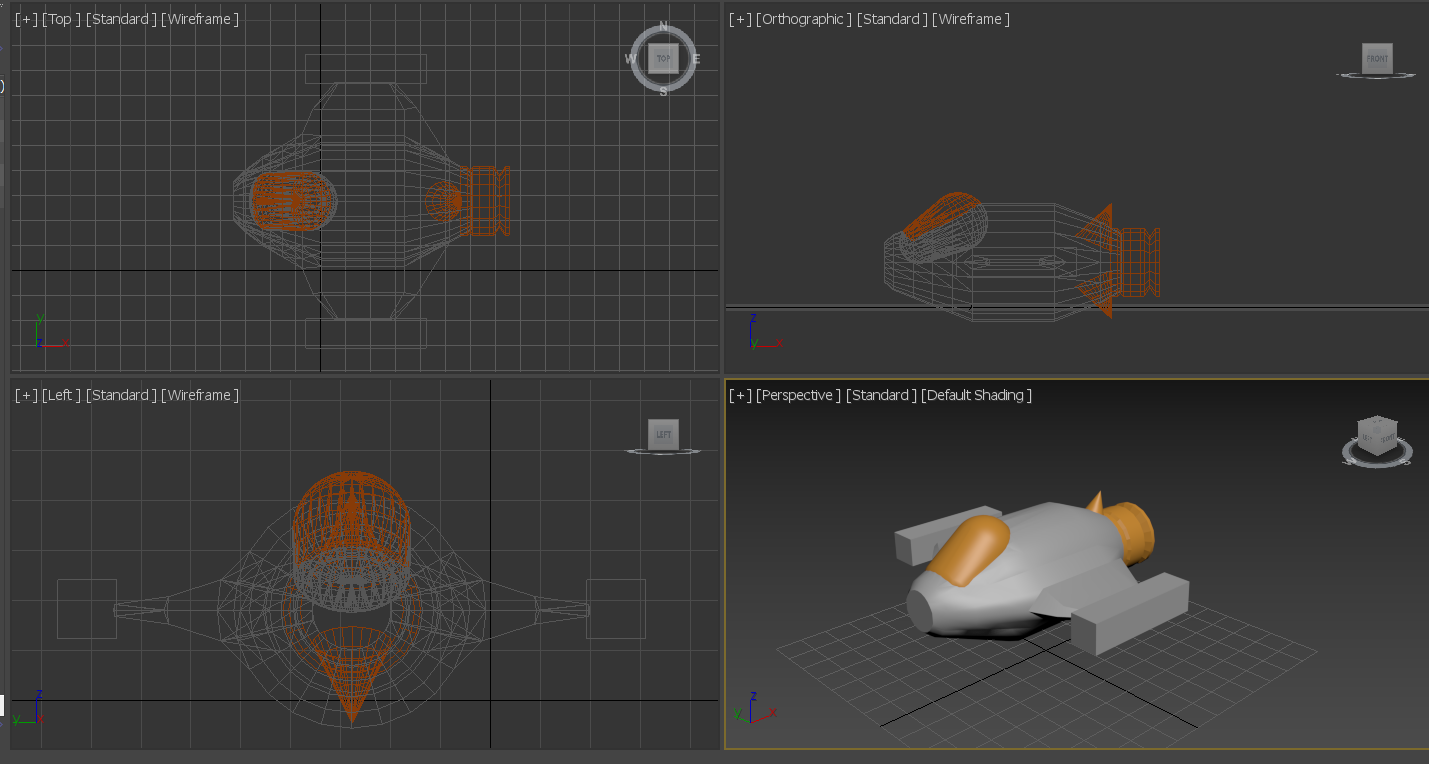 [+] [Top ] [Standard ] [Wireframe ]
N
W TOP E
S
y
z x
[+] [Orthographic ] [Standard ] [Wireframe ]
FRONT
z
y x
[+] [Left ] [Standard ] [Wireframe ]
LEFT
z
y
[+] [Perspective ] [Standard ] [Default Shading ]
z
y x